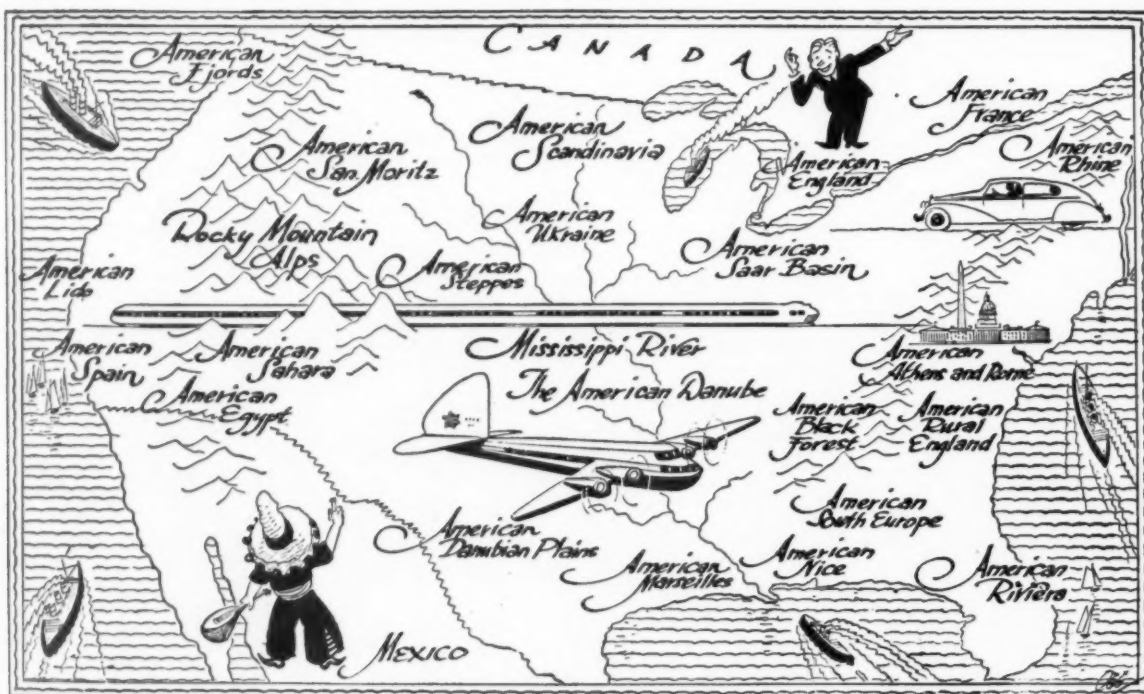 CANADA
American
Fjords
American
France
American
San Moritz
American
Scandinavia
American
England
American
Rhine
Rocky Mountain
Alps
American
Ukraine
American
Steppes
American
Saar Basin
American
Lido
American
Spain
American
Sahara
Mississippi River
American
Athens and Rome
American
Egypt
The American Danube
American
Black
Forest
American
Rural
England
American
South Europe
American
Danubian Plains
American
Marseilles
American
Nice
American
Riviera
MEXICO